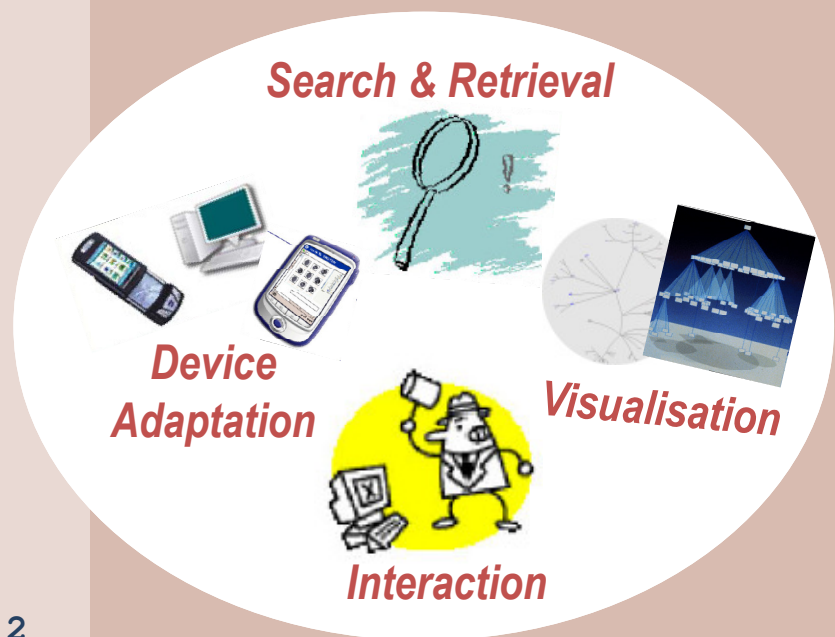 Search & Retrieval
Device
Adaptation
Visualisation
Interaction
2